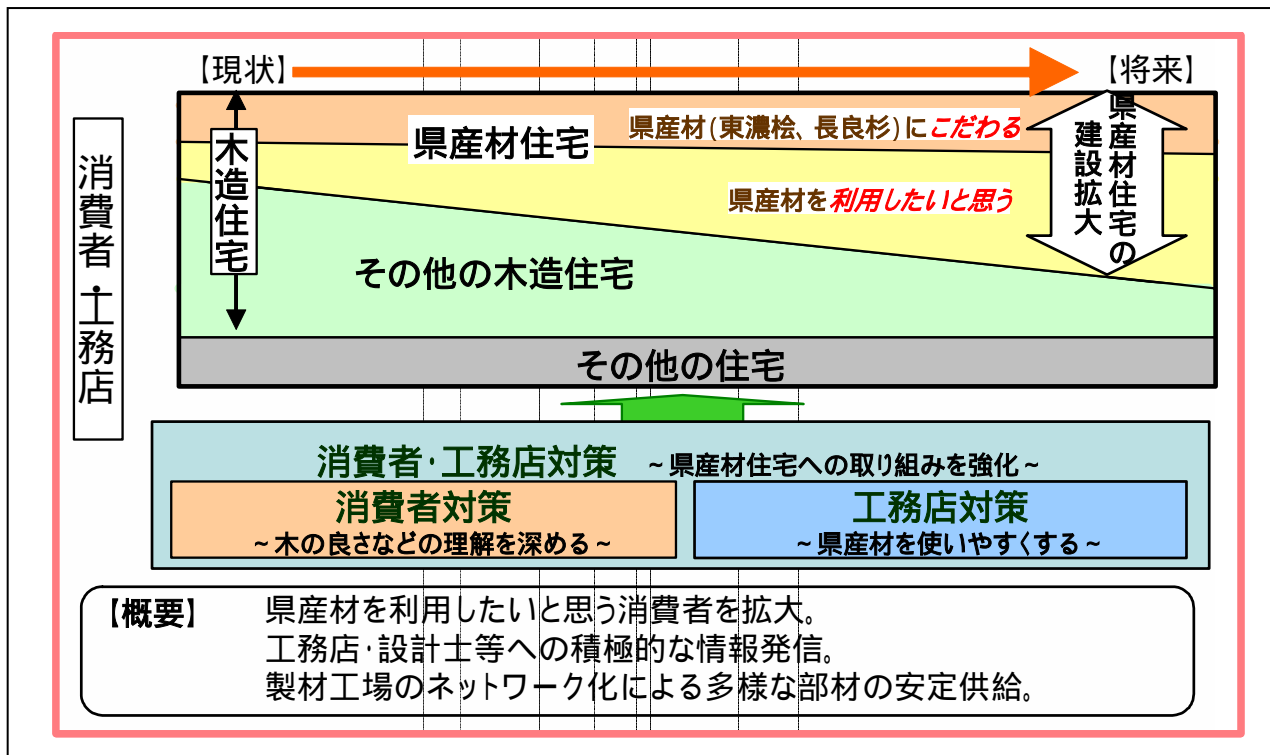 【現状】
【将来】
消費者・工務店
木造住宅
県産材住宅
県産材(東濃桧、長良杉)にこだわる
県産材を利用したいと思う
県産材住宅の
建設拡大
その他の木造住宅
その他の住宅
消費者･工務店対策 ~県産材住宅への取り組みを強化~
消費者対策
~木の良さなどの理解を深める~
工務店対策
~県産材を使いやすくする~
【概要】 県産材を利用したいと思う消費者を拡大。
工務店･設計士等への積極的な情報発信。
製材工場のネットワーク化による多様な部材の安定供給。